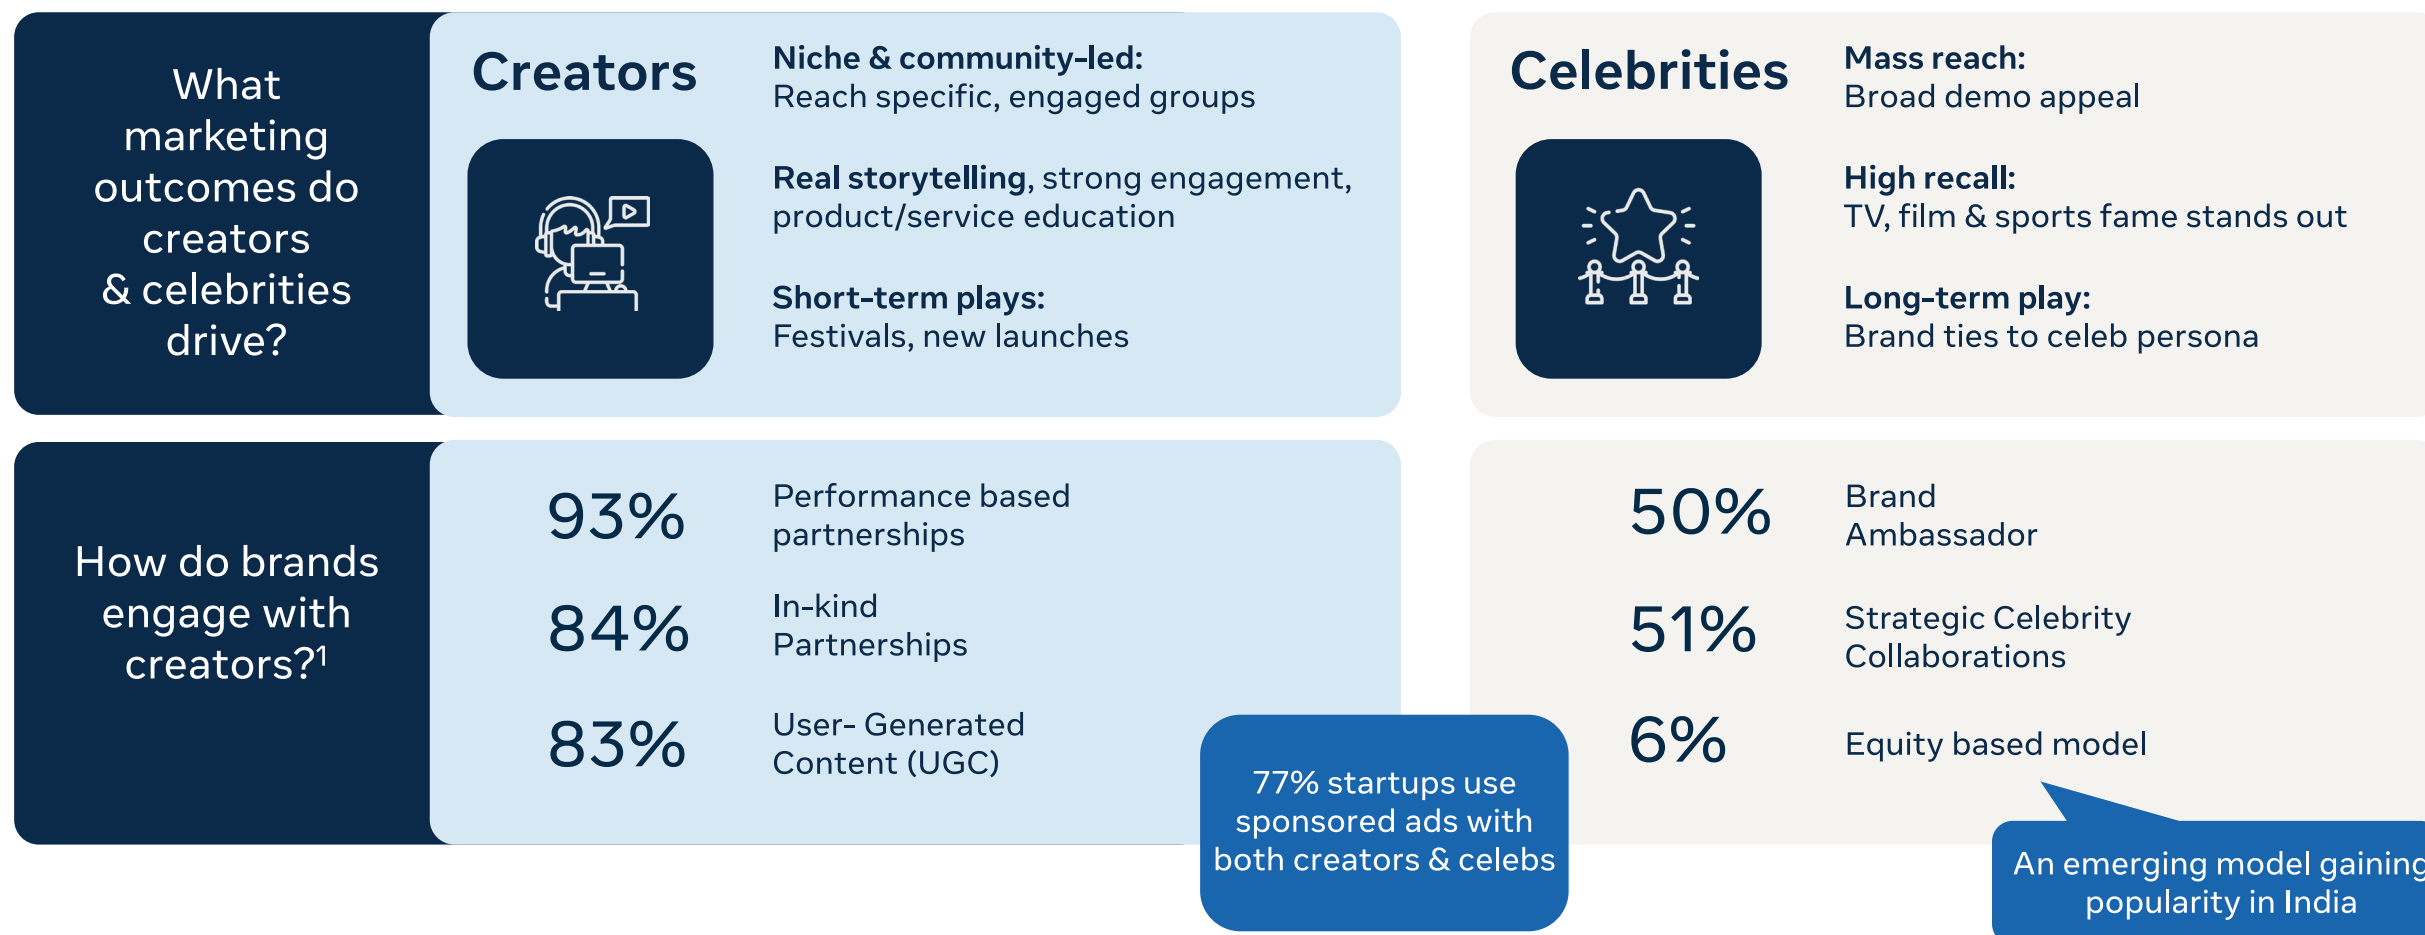 What
marketing
outcomes do
creators
& celebrities
drive?
Creators
Niche & community-led:
Reach specific, engaged groups
Real storytelling, strong engagement,
product/service education
Short-term plays:
Festivals, new launches
Celebrities
Mass reach:
Broad demo appeal
High recall:
TV, film & sports fame stands out
Long-term play:
Brand ties to celeb persona
How do brands
engage with
creators?¹
93%
Performance based
partnerships
84%
In-kind
Partnerships
83%
User- Generated
Content (UGC)
77% startups use
sponsored ads with
both creators & celebs
50%
Brand
Ambassador
51%
Strategic Celebrity
Collaborations
6%
Equity based model
An emerging model gaining
popularity in India